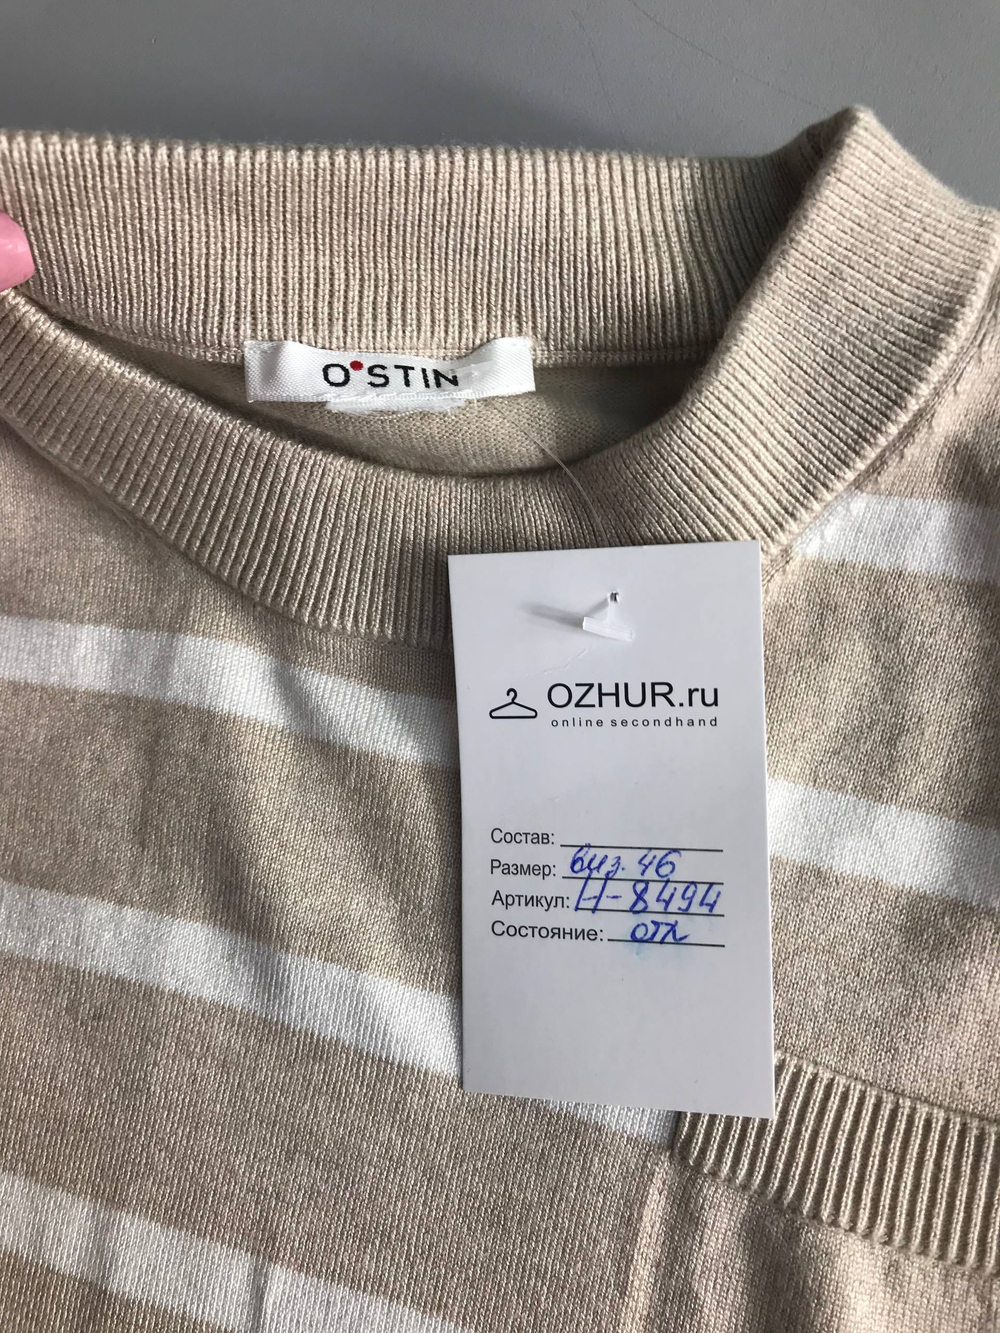 O'STIN
OZHUR.ru
online secondhand
Состав:
Размер: виз. 46
Артикул: Н-8494
Состояние: отл